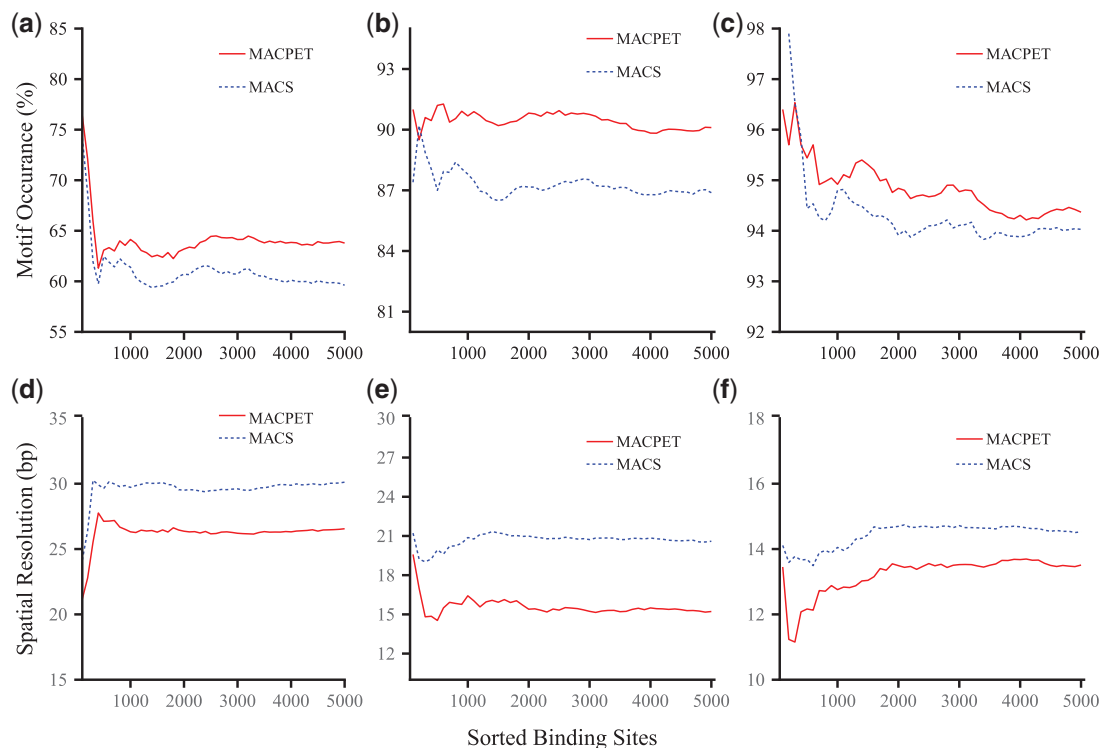 (a)
Motif Occurance (%)
85
80
75
70
65
60
55
MACPET
MACS
1000 2000 3000 4000 5000
(b)
93
90
87
84
81
MACPET
MACS
1000 2000 3000 4000 5000
(c)
98
98
96
96
94
93
92
MACPET
MACS
1000 2000 3000 4000 5000
(d)
Spatial Resolution (bp)
35
30
25
20
15
MACPET
MACS
1000 2000 3000 4000 5000
(e)
30
27
24
21
18
15
12
MACPET
MACS
1000 2000 3000 4000 5000
(f)
18
16
14
12
10
MACPET
MACS
1000 2000 3000 4000 5000
Sorted Binding Sites